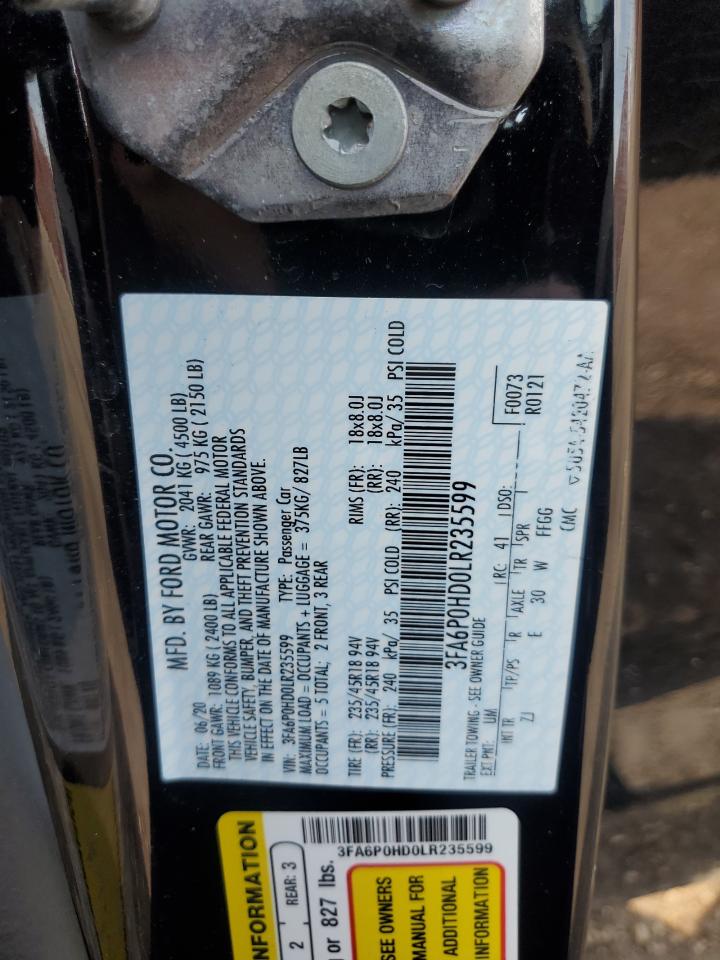 MFD. BY FORD MOTOR CO.
DATE: 06/20 GVWR: 2041 KG ( 4500 LB)
FRONT GAWR: 1089 KG ( 2400 LB) REAR GAWR: 975 KG ( 2150 LB)
THIS VEHICLE CONFORMS TO ALL APPLICABLE FEDERAL MOTOR
VEHICLE SAFETY, BUMPER, AND THEFT PREVENTION STANDARDS
IN EFFECT ON THE DATE OF MANUFACTURE SHOWN ABOVE.
VIN: 3FA6P0HD0LR235599 TYPE: Passenger Car
MAXIMUM LOAD = OCCUPANTS + LUGGAGE = 375KG/ 827LB
OCCUPANTS = 5 TOTAL: 2 FRONT, 3 REAR
TIRE (FR): 235/45R18 94V RIMS (FR): 18x8.0J
(RR): 235/45R18 94V (RR): 18x8.0J
PRESSURE (FR): 240 kPa/ 35 PSI COLD (RR): 240 kPa/ 35 PSI COLD
3FA6P0HD0LR235599
TRAILER TOWING - SEE OWNER GUIDE
F0073
EXT PNT: UM RC: 41 DSO: R0121
INT TR TP/PS R AXLE TR SPR
ZJ E 30 W FFGG
CMC
INFORMATION
2 REAR: 3
or 827 lbs.
3FA6P0HD0LR235599
SEE OWNERS
MANUAL FOR
ADDITIONAL
INFORMATION